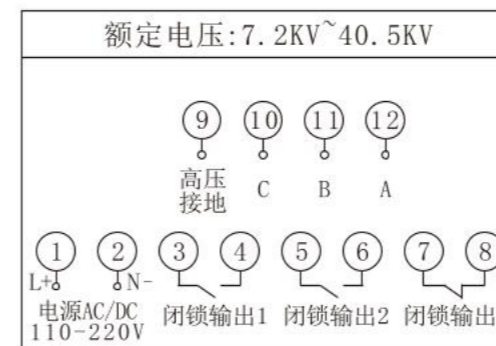 额定电压:7.2KV~40.5KV
9 10 11 12
高压接地 C B A
1 2 3 4 5 6 7 8
L+ N-
电源AC/DC 闭锁输出1 闭锁输出2 闭锁输出
110-220V